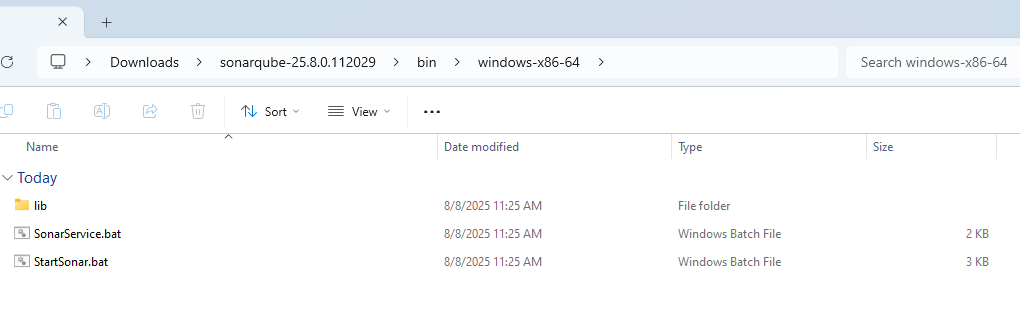 Downloads > sonarqube-25.8.0.112029 > bin > windows-x86-64 >
Search windows-x86-64
Sort
View
Name Date modified Type Size
Today
lib 8/8/2025 11:25 AM File folder
SonarService.bat 8/8/2025 11:25 AM Windows Batch File 2 KB
StartSonar.bat 8/8/2025 11:25 AM Windows Batch File 3 KB